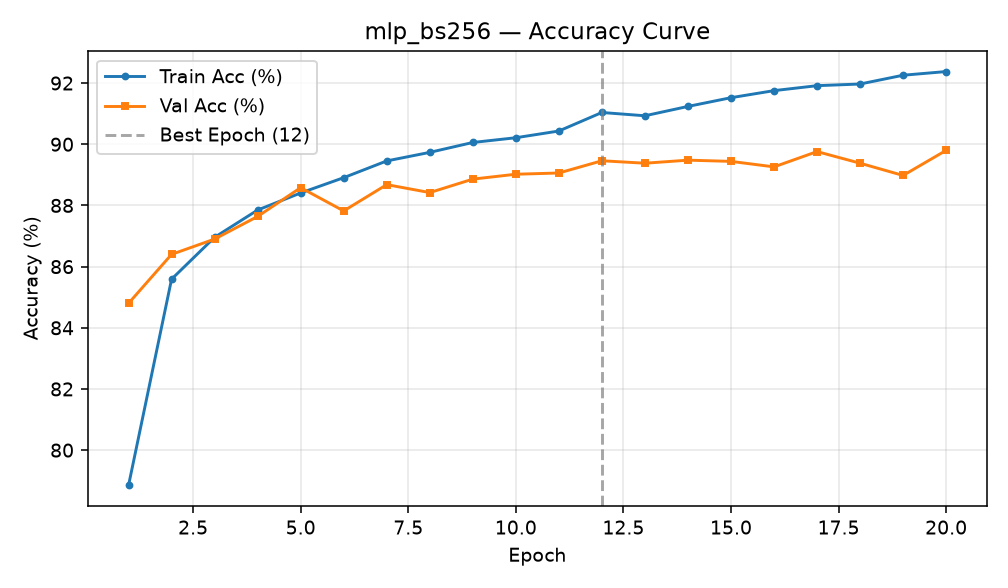 mlp_bs256 — Accuracy Curve
Train Acc (%)
Val Acc (%)
Best Epoch (12)
Accuracy (%)
92
90
88
86
84
82
80
2.5 5.0 7.5 10.0 12.5 15.0 17.5 20.0
Epoch